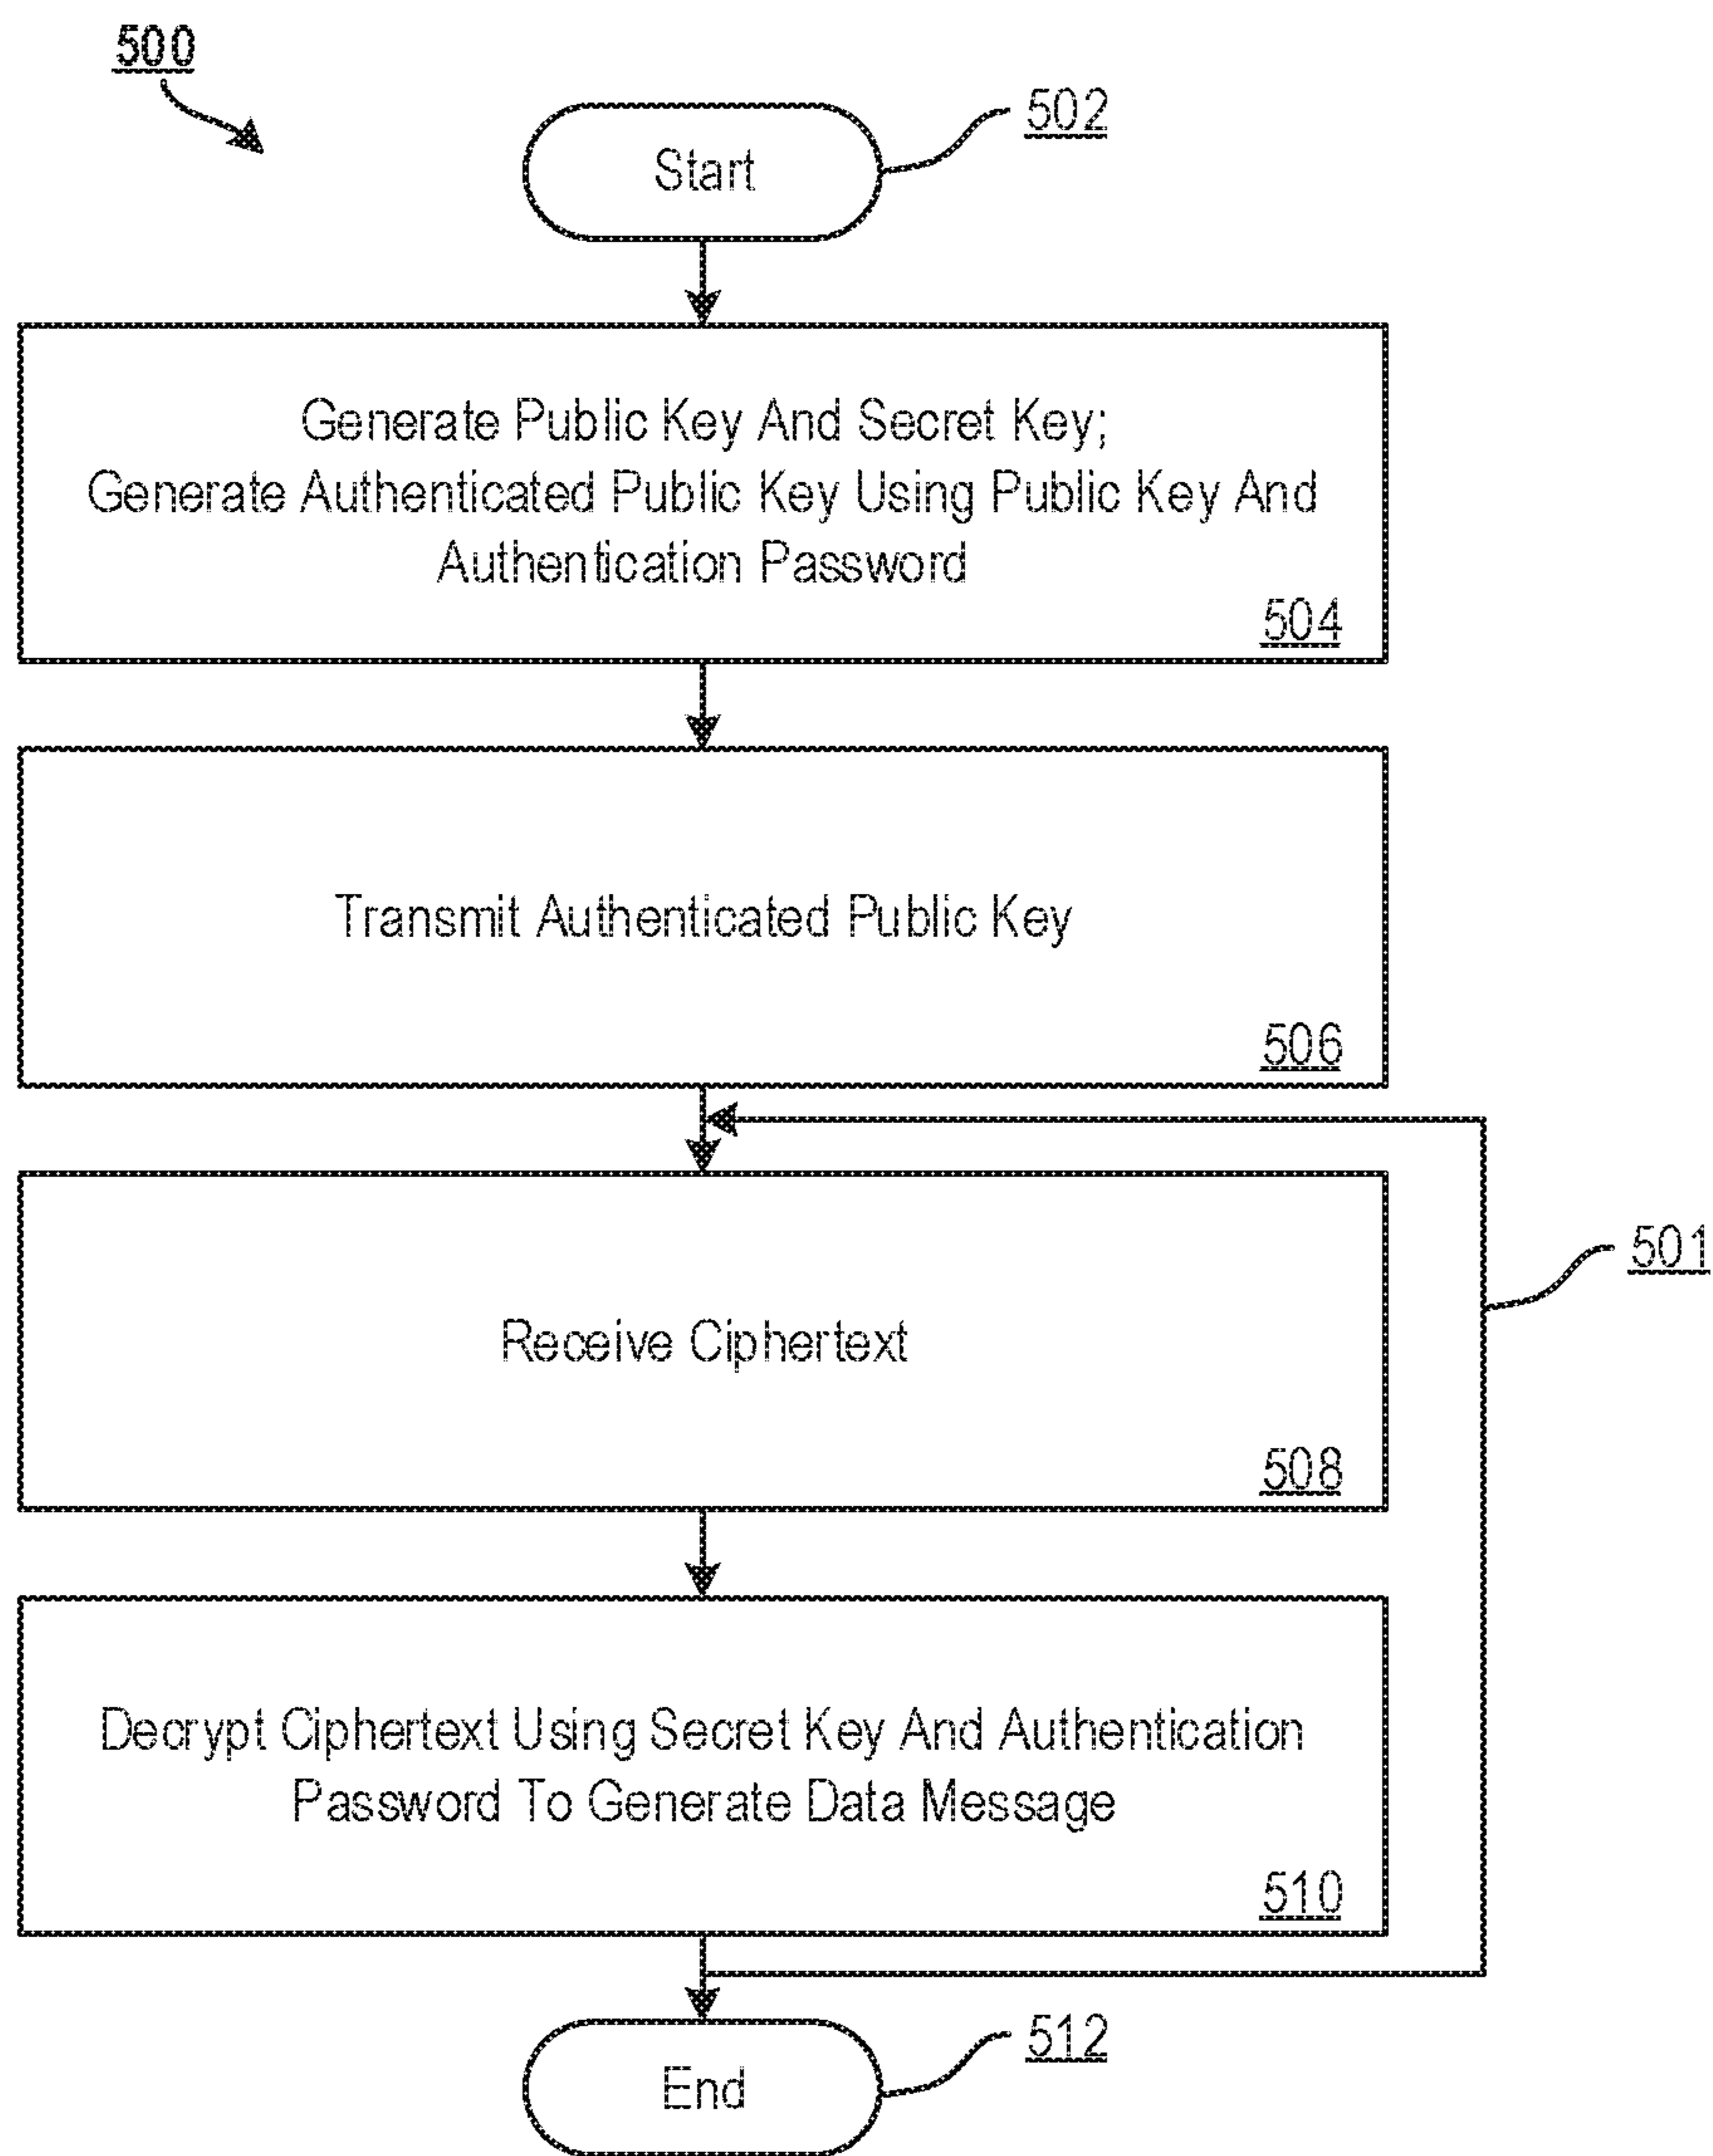 500
502
Start
Generate Public Key And Secret Key;
Generate Authenticated Public Key Using Public Key And
Authentication Password
504
Transmit Authenticated Public Key
506
501
Receive Ciphertext
508
Decrypt Ciphertext Using Secret Key And Authentication
Password To Generate Data Message
510
512
End